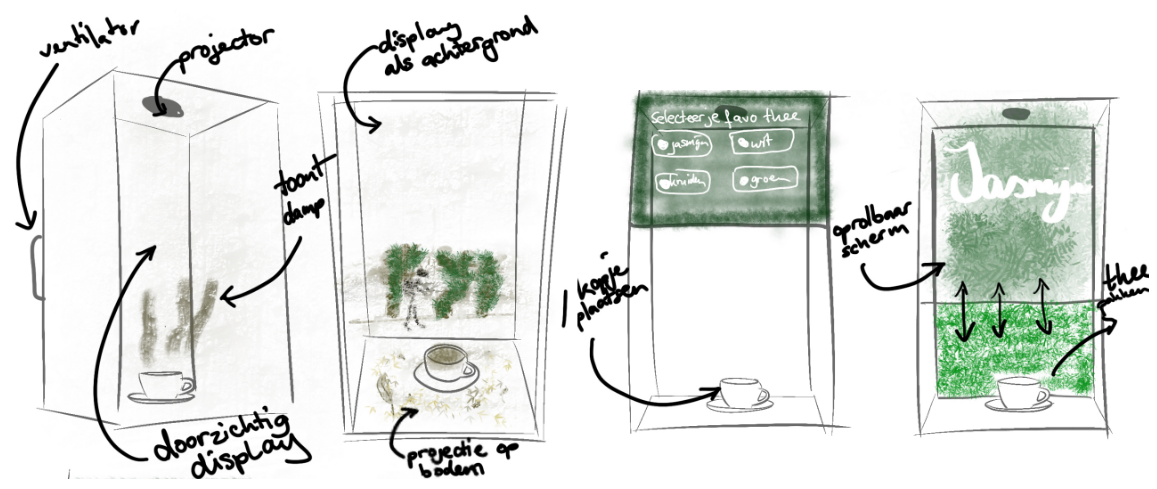 ventilator
projector
display
als achtergrond
toont
damp
doorzichtig
display
projectie op
bodem
Selecteer je favo thee
jasmijn
wit
kruiden
groen
kopje
plaatsen
Jasmijn
oprolbaar
scherm
thee
pakken